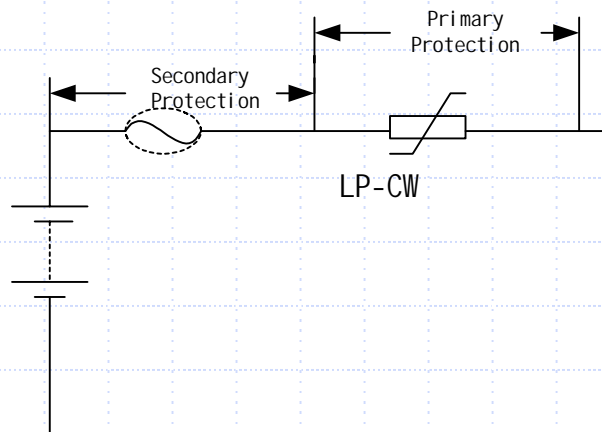 Primary
Protection
Secondary
Protection
LP-CW